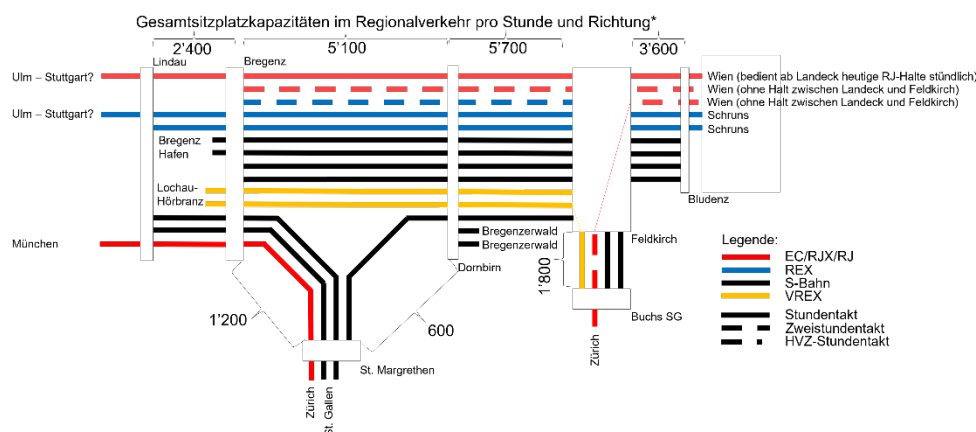 Gesamtsitzplatzkapazitäten im Regionalverkehr pro Stunde und Richtung*
2'400
5'100
5'700
3'600
Lindau
Bregenz
Ulm – Stuttgart?
Wien (bedient ab Landeck heutige RJ-Halte stündlich)
Wien (ohne Halt zwischen Landeck und Feldkirch)
Wien (ohne Halt zwischen Landeck und Feldkirch)
Ulm – Stuttgart?
Schruns
Schruns
Bregenz
Hafen
Lochau-
Hörbranz
Bludenz
München
Bregenzerwald
Bregenzerwald
Dornbirn
Feldkirch
1'800
Buchs SG
Zürich
1'200
600
St. Margrethen
Zürich
St. Gallen
Legende:
EC/RJX/RJ
REX
S-Bahn
VREX
Stundentakt
Zweistundentakt
HVZ-Stundentakt